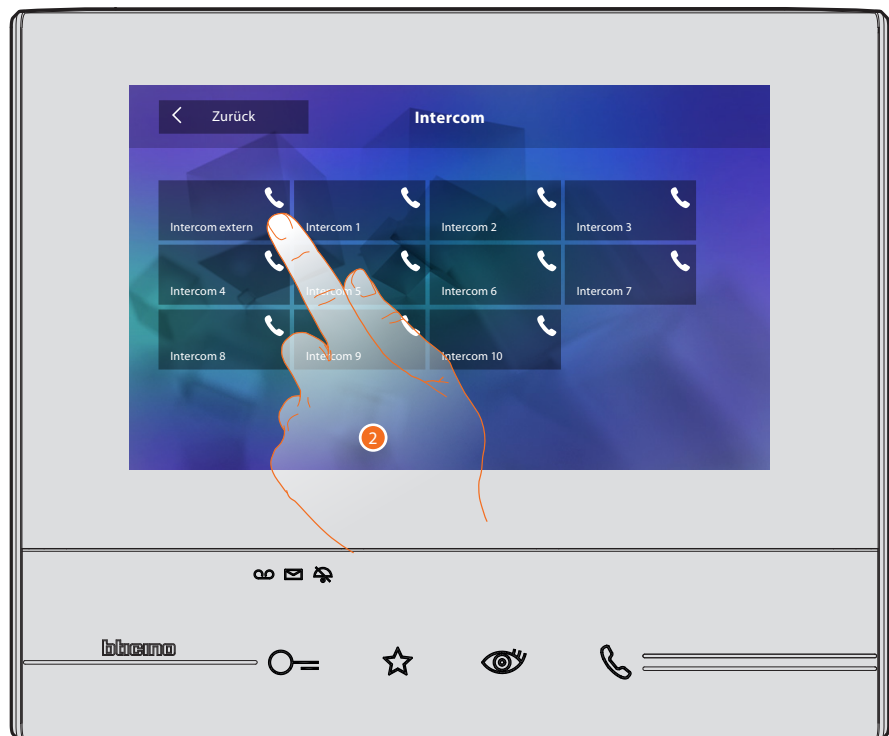 Zurück
Intercom
Intercom extern
Intercom 1
Intercom 2
Intercom 3
Intercom 4
Intercom 5
Intercom 6
Intercom 7
Intercom 8
Intercom 9
Intercom 10
2
bticino